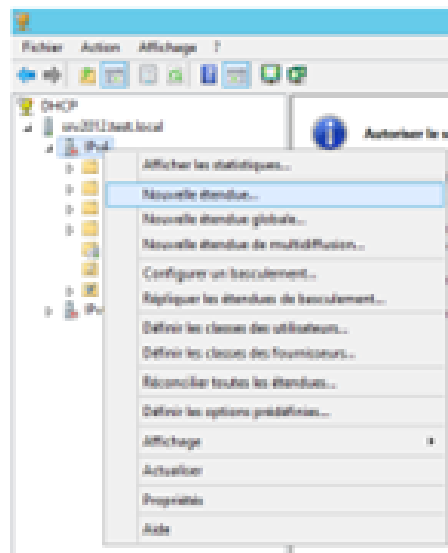 Fichier Action Affichage ?
DHCP
srv2012.test.local
Autoriser le s
IPv4
Afficher les statistiques...
Nouvelle étendue...
Nouvelle étendue globale...
Nouvelle étendue de multidiffusion...
Configurer un basculement...
Répliquer les étendues de basculement...
Définir les classes des utilisateurs...
Définir les classes des fournisseurs...
Réconcilier toutes les étendues...
Définir les options prédéfinies...
Affichage
Actualiser
Propriétés
Aide